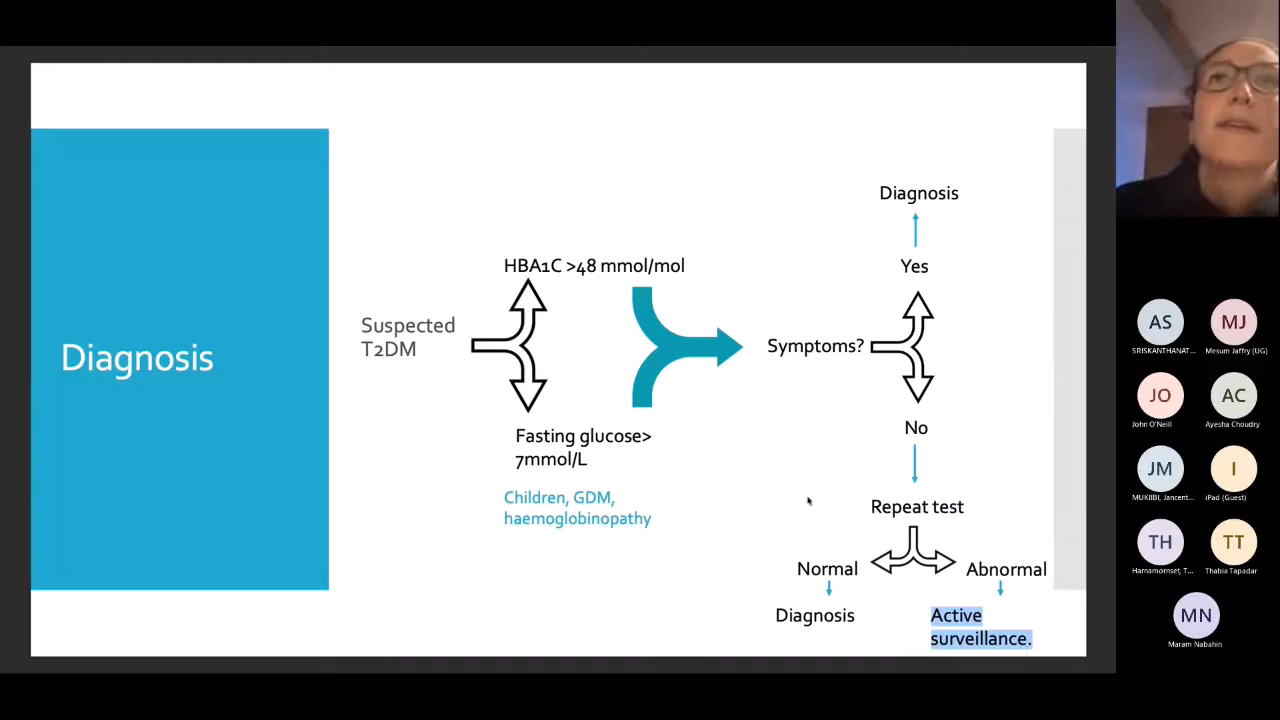 Diagnosis
Suspected
T2DM
HBA1C >48 mmol/mol
Fasting glucose>
7mmol/L
Children, GDM,
haemoglobinopathy
Symptoms?
Diagnosis
Yes
No
Repeat test
Normal
Abnormal
Diagnosis
Active
surveillance.
AS
SRISKANTHANAT...
MJ
Mesum Jaffry (UG)
JO
John O'Neill
AC
Ayesha Choudry
JM
MUKIIBI, Jancent...
I
iPad (Guest)
TH
Harnamornset, T...
TT
Thabia Tapadar
MN
Maram Nabahin